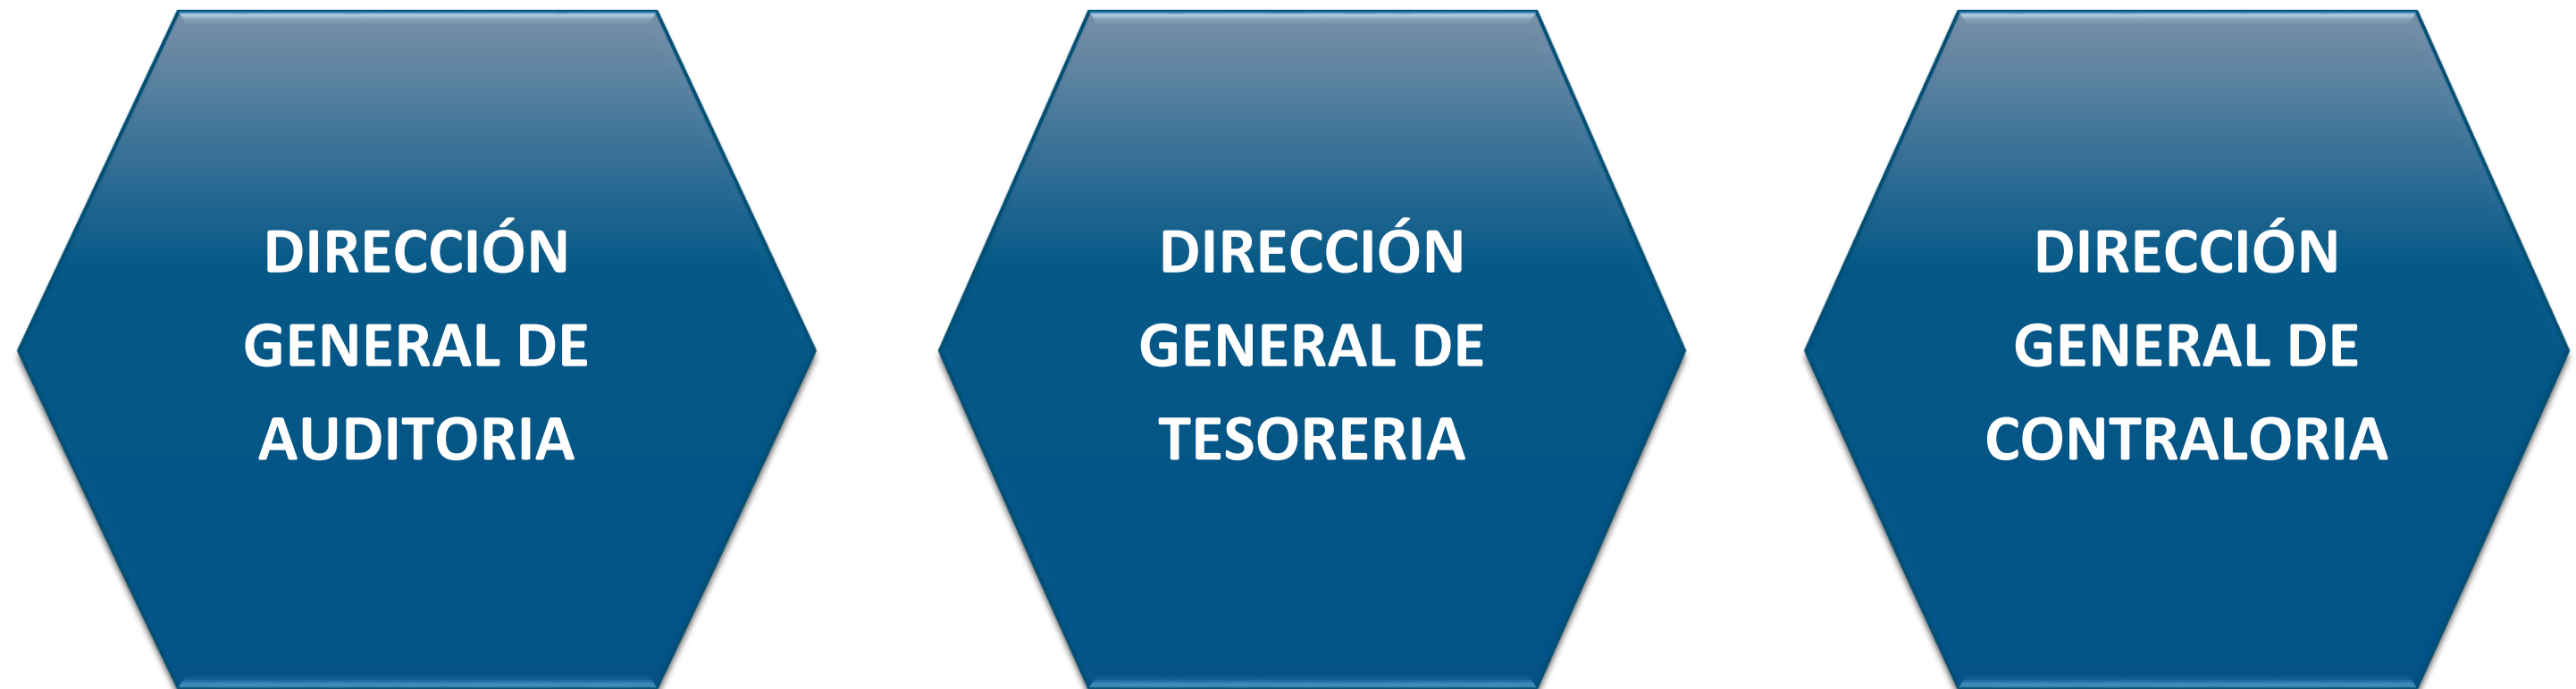 DIRECCIÓN
GENERAL DE
AUDITORIA
DIRECCIÓN
GENERAL DE
TESORERIA
DIRECCIÓN
GENERAL DE
CONTRALORIA